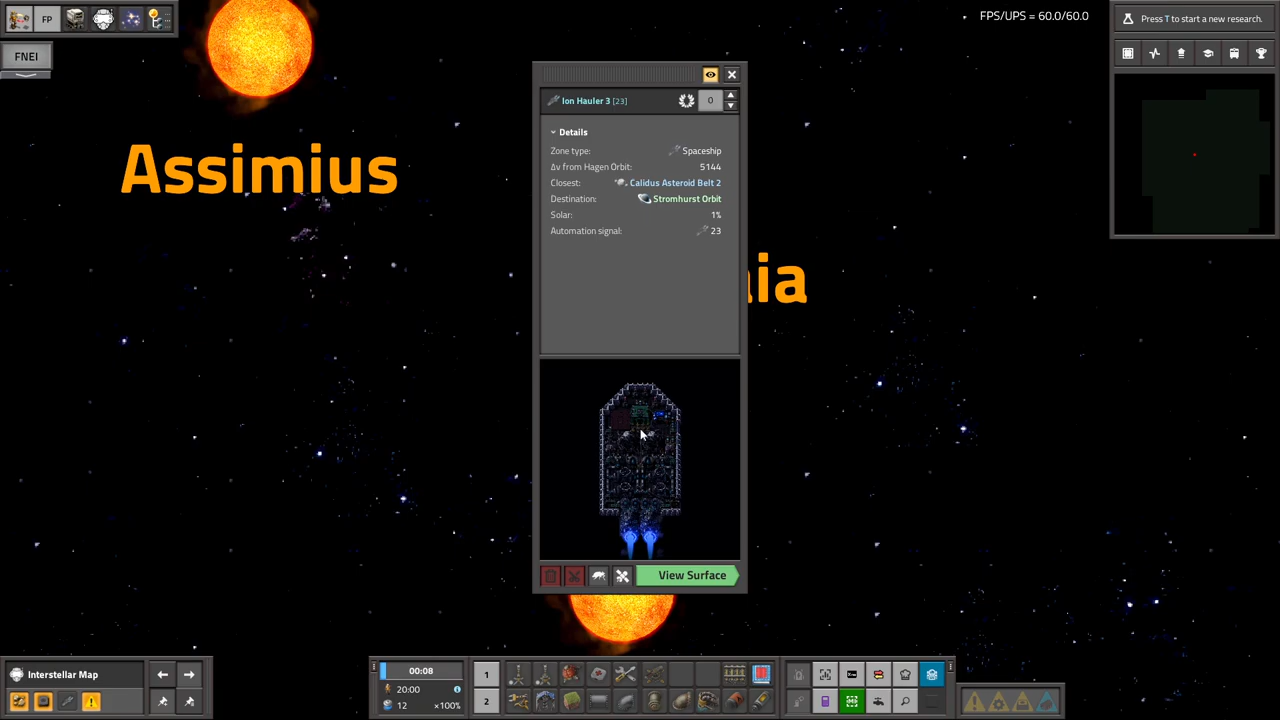 FP
FPS/UPS = 60.0/60.0
Press T to start a new research.
FNEI
Ion Hauler 3 [23]
0
Details
Assimius
Zone type: Spaceship
Δv from Hagen Orbit: 5144
Closest: Calidus Asteroid Belt 2
Destination: Stromhurst Orbit
Solar: 1%
Automation signal: 23
View Surface
Interstellar Map
00:08
20:00
12 ×100%
1
2